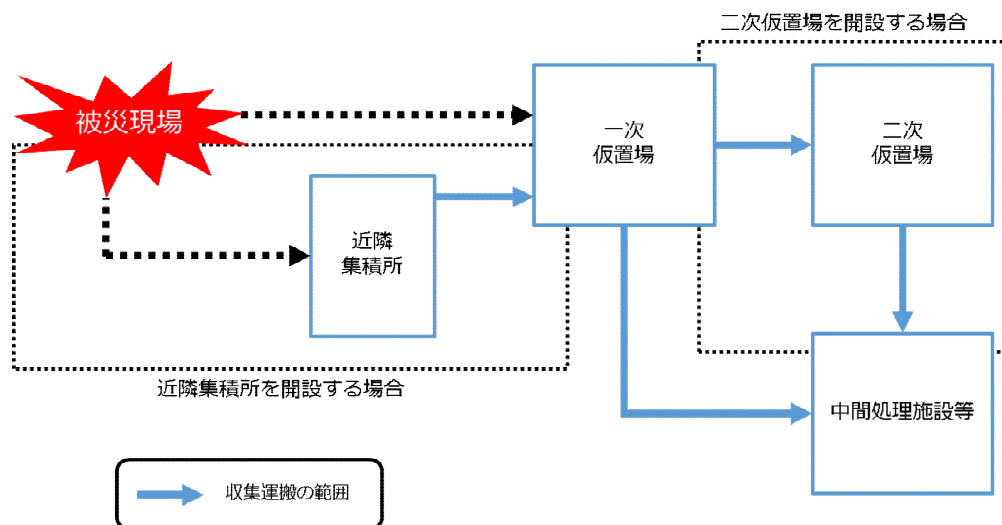 二次仮置場を開設する場合
被災現場
一次
仮置場
二次
仮置場
近隣
集積所
近隣集積所を開設する場合
中間処理施設等
収集運搬の範囲